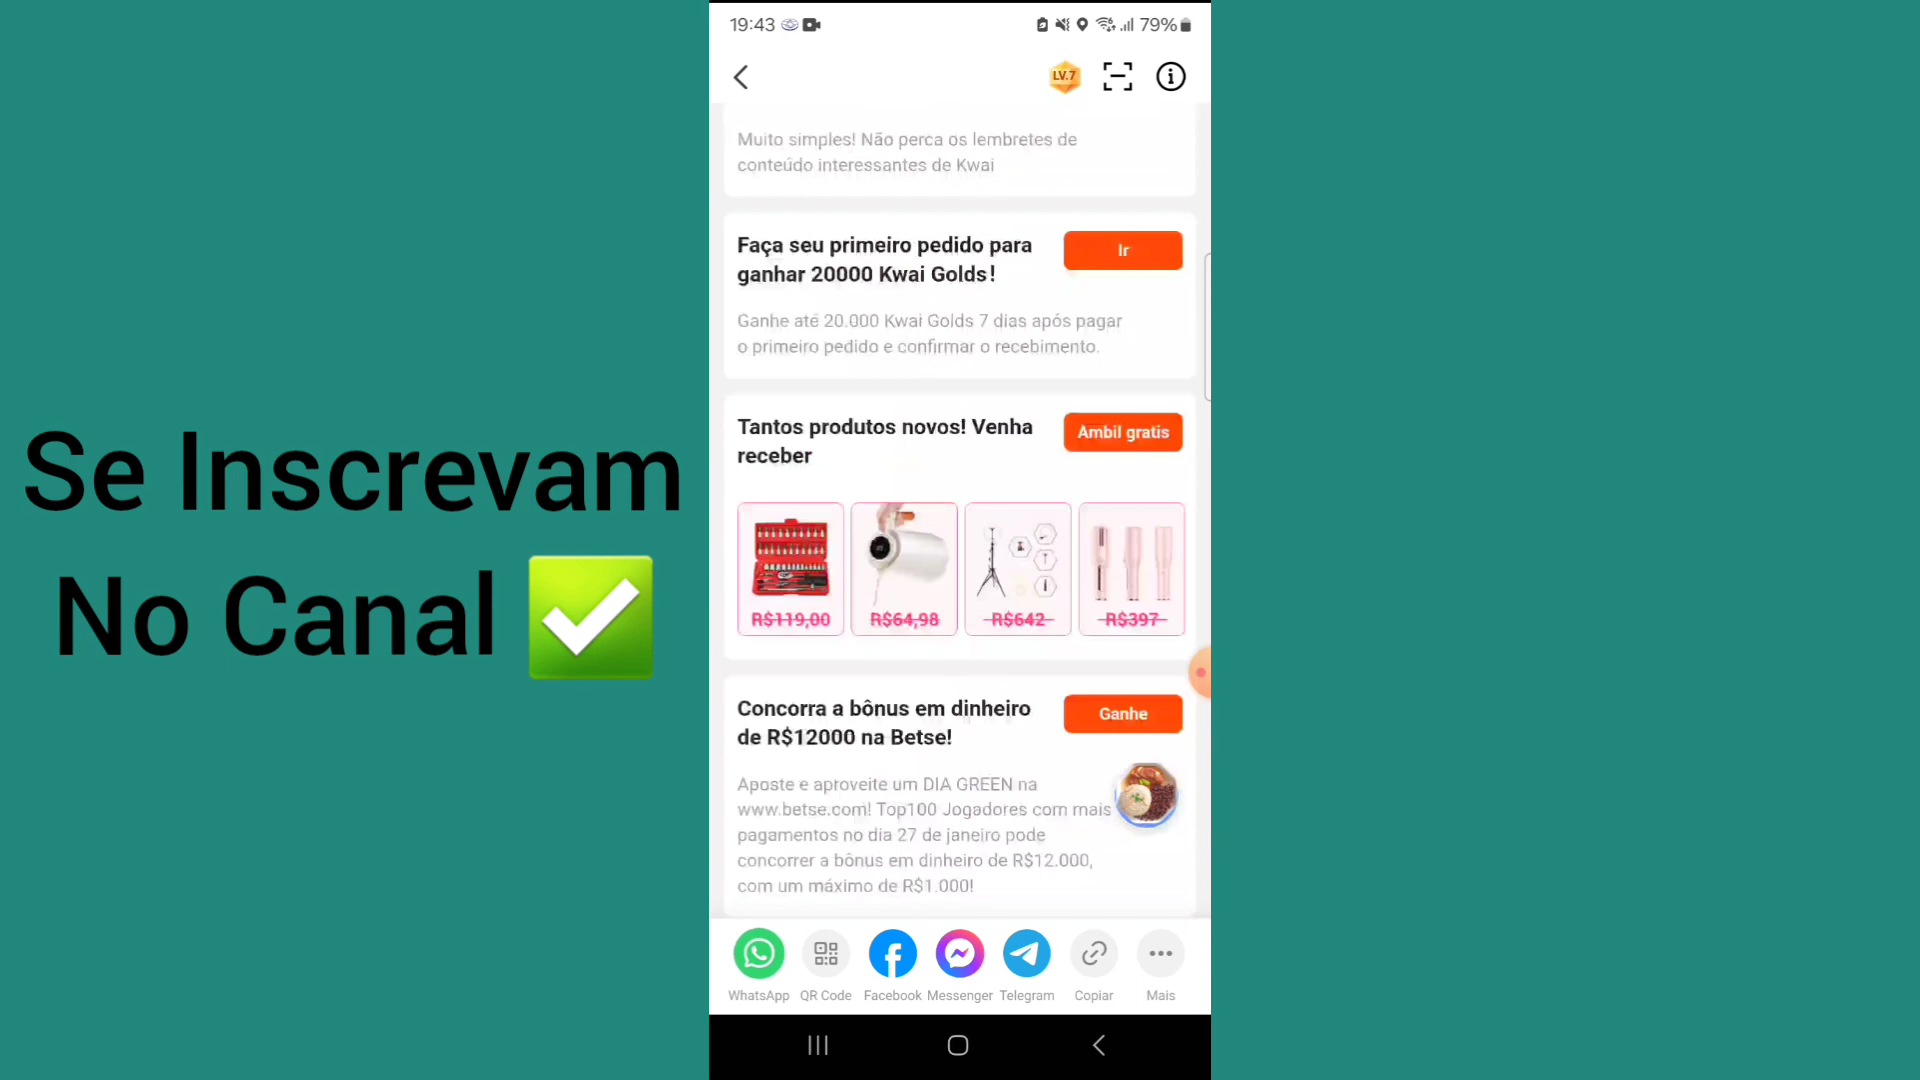 19:43
79%
LV.7
Muito simples! Não perca os lembretes de
conteúdo interessantes de Kwai
Faça seu primeiro pedido para
ganhar 20000 Kwai Golds!
Ir
Ganhe até 20.000 Kwai Golds 7 dias após pagar
o primeiro pedido e confirmar o recebimento.
Tantos produtos novos! Venha
receber
Ambil gratis
R$119,00 R$64,98 R$642 R$397
Concorra a bônus em dinheiro
de R$12000 na Betse!
Ganhe
Aposte e aproveite um DIA GREEN na
www.betse.com! Top100 Jogadores com mais
pagamentos no dia 27 de janeiro pode
concorrer a bônus em dinheiro de R$12.000,
com um máximo de R$1.000!
WhatsApp QR Code Facebook Messenger Telegram Copiar Mais
Se Inscrevam
No Canal ✅